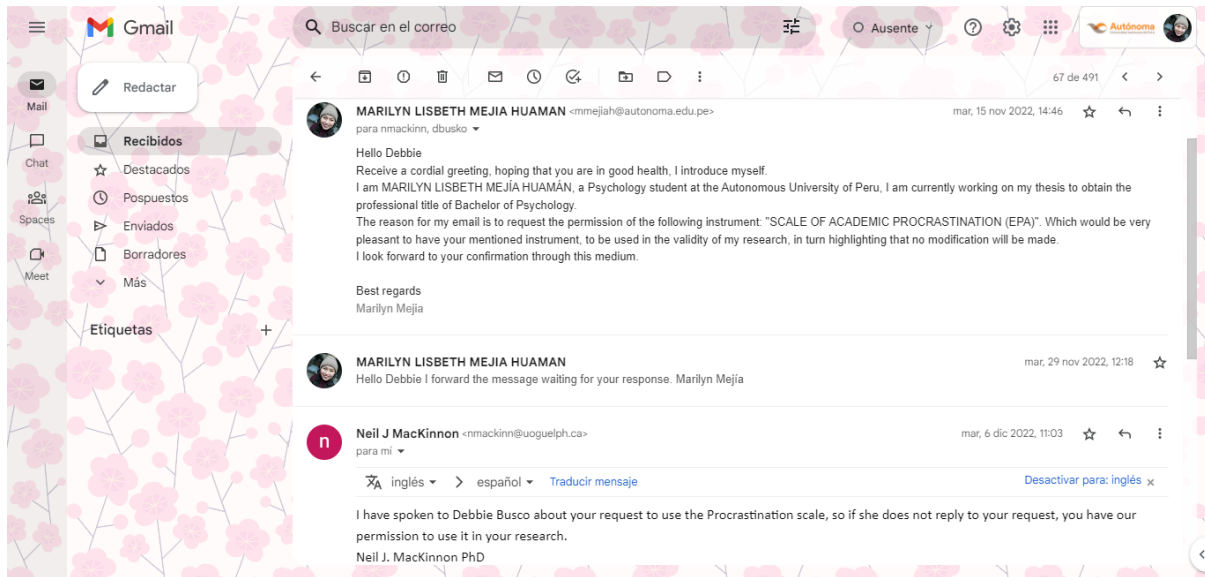 Gmail
Buscar en el correo
Ausente
Autónoma
Redactar
67 de 491
Mail
Chat
Spaces
Meet
Recibidos
Destacados
Pospuestos
Enviados
Borradores
Más
Etiquetas
MARILYN LISBETH MEJIA HUAMAN <mmejiah@autonoma.edu.pe>
mar, 15 nov 2022, 14:46
para nmackinn, dbusko
Hello Debbie
Receive a cordial greeting, hoping that you are in good health, I introduce myself.
I am MARILYN LISBETH MEJÍA HUAMÁN, a Psychology student at the Autonomous University of Peru, I am currently working on my thesis to obtain the
professional title of Bachelor of Psychology.
The reason for my email is to request the permission of the following instrument: "SCALE OF ACADEMIC PROCRASTINATION (EPA)". Which would be very
pleasant to have your mentioned instrument, to be used in the validity of my research, in turn highlighting that no modification will be made.
I look forward to your confirmation through this medium.
Best regards
Marilyn Mejia
MARILYN LISBETH MEJIA HUAMAN
mar, 29 nov 2022, 12:18
Hello Debbie I forward the message waiting for your response. Marilyn Mejía
n
Neil J MacKinnon <nmackinn@uoguelph.ca>
mar, 6 dic 2022, 11:03
para mí
inglés
español
Traducir mensaje
Desactivar para: inglés
I have spoken to Debbie Busco about your request to use the Procrastination scale, so if she does not reply to your request, you have our
permission to use it in your research.
Neil J. MacKinnon PhD